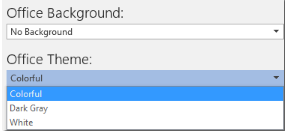 Office Background:
No Background
Office Theme:
Colorful
Colorful
Dark Gray
White